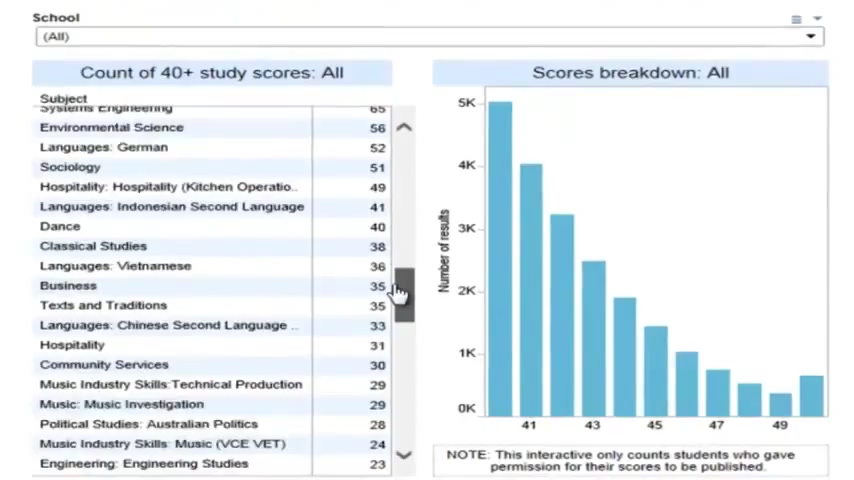 School
(All)
Count of 40+ study scores: All
Subject
Systems Engineering 65
Environmental Science 56
Languages: German 52
Sociology 51
Hospitality: Hospitality (Kitchen Operatio..  49
Languages: Indonesian Second Language 41
Dance 40
Classical Studies 38
Languages: Vietnamese 36
Business 35
Texts and Traditions 35
Languages: Chinese Second Language .. 33
Hospitality 31
Community Services 30
Music Industry Skills:Technical Production 29
Music: Music Investigation 29
Political Studies: Australian Politics 28
Music Industry Skills: Music (VCE VET) 24
Engineering: Engineering Studies 23
Scores breakdown: All
Number of results
5K
4K
3K
2K
1K
0K
41 43 45 47 49
NOTE: This interactive only counts students who gave
permission for their scores to be published.